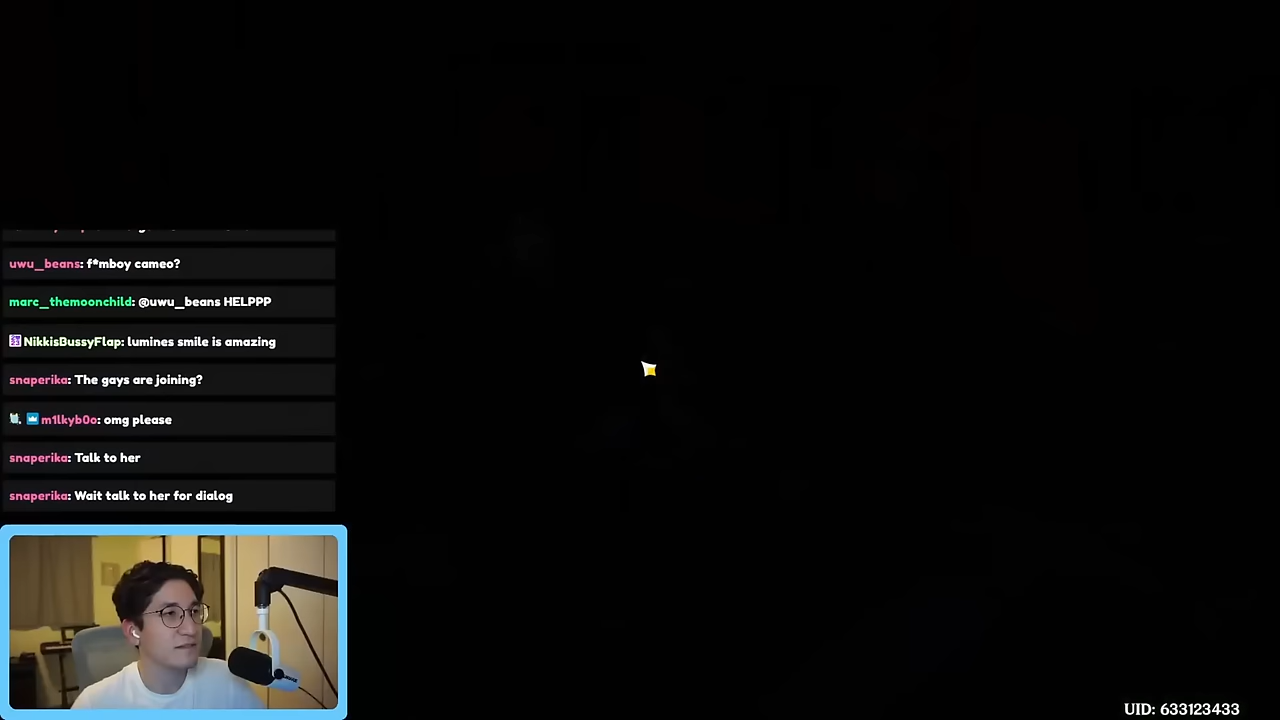 uwu_beans: f*mboy cameo?
marc_themoonchild: @uwu_beans HELPPP
NikkisBussyFlap: lumines smile is amazing
snaperika: The gays are joining?
m1lkyb0o: omg please
snaperika: Talk to her
snaperika: Wait talk to her for dialog
UID: 633123433